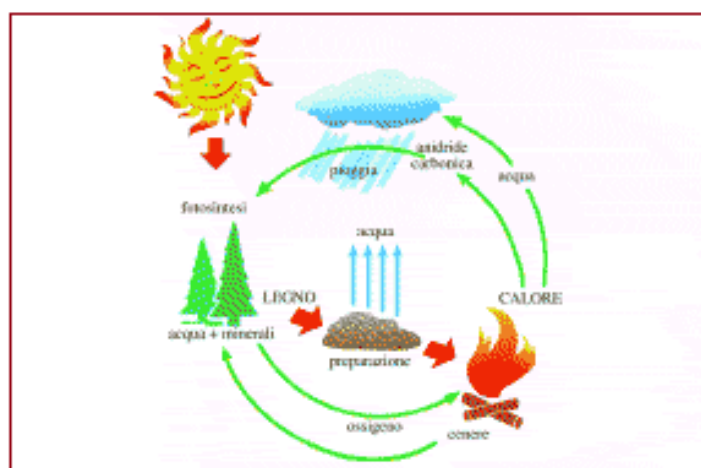 anidride
carbonica
pioggia
acqua
fotosintesi
acqua
LEGNO
CALORE
acqua + minerali
preparazione
ossigeno
cenere